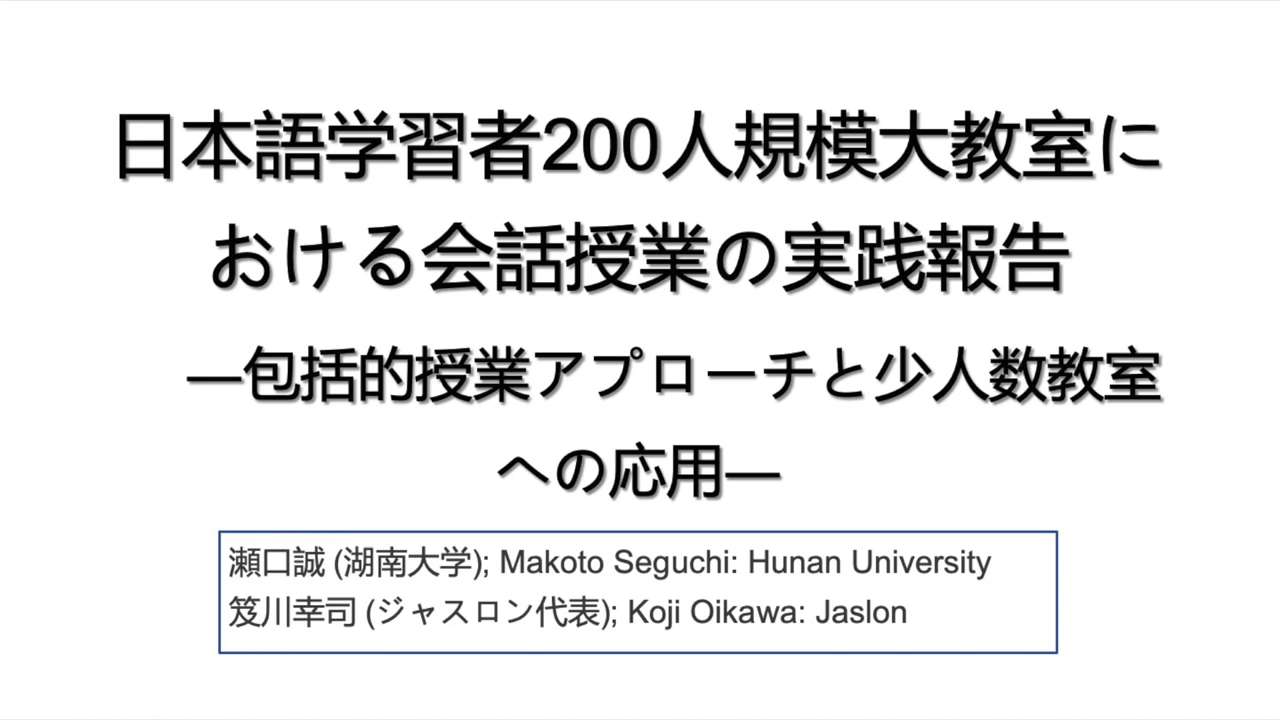 日本語学習者200人規模大教室に
おける会話授業の実践報告
—包括的授業アプローチと少人数教室
への応用—
瀬口誠 (湖南大学); Makoto Seguchi: Hunan University
笈川幸司 (ジャスロン代表); Koji Oikawa: Jaslon